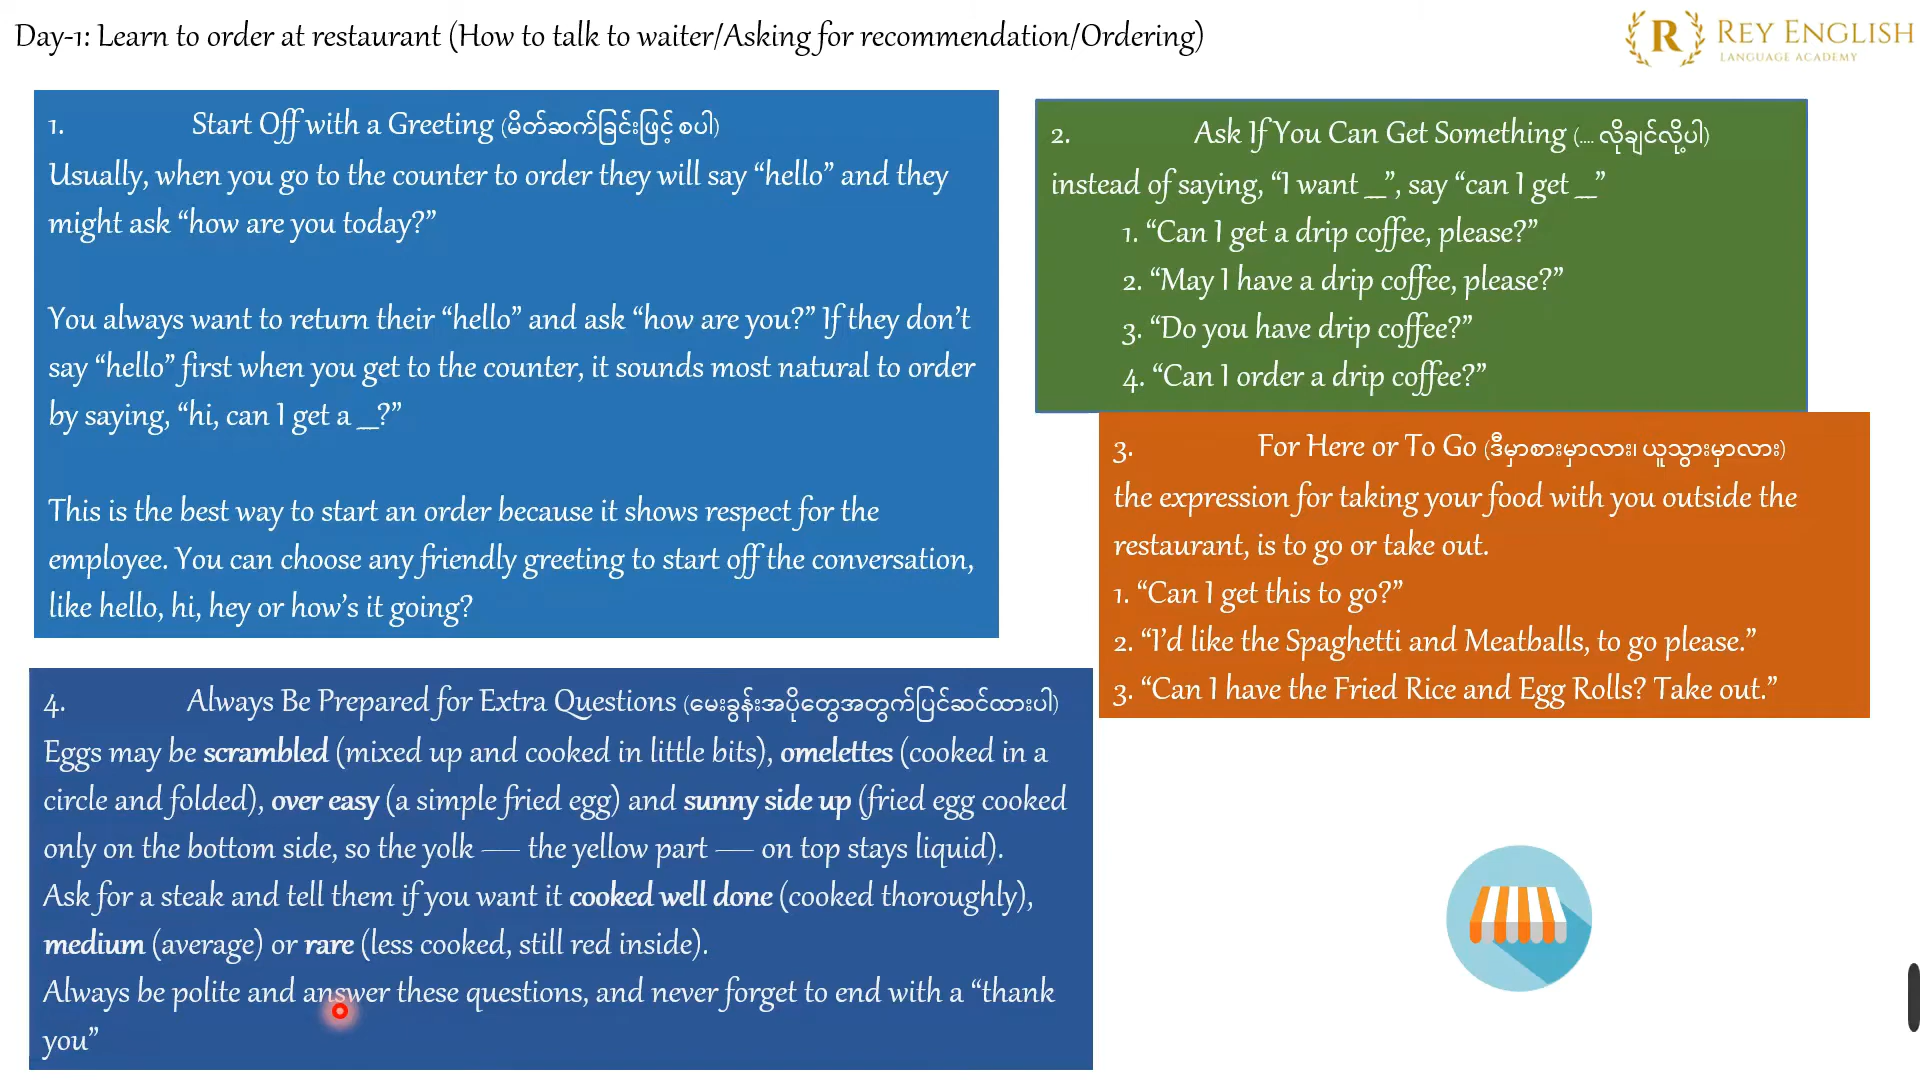 Day-1: Learn to order at restaurant (How to talk to waiter/Asking for recommendation/Ordering)
R
REY ENGLISH
LANGUAGE ACADEMY
1. Start Off with a Greeting (မိတ်ဆက်ခြင်းဖြင့် စပါ)
Usually, when you go to the counter to order they will say “hello” and they
might ask “how are you today?”
You always want to return their “hello” and ask “how are you?” If they don’t
say “hello” first when you get to the counter, it sounds most natural to order
by saying, “hi, can I get a __?”
This is the best way to start an order because it shows respect for the
employee. You can choose any friendly greeting to start off the conversation,
like hello, hi, hey or how’s it going?
2. Ask If You Can Get Something (.... လိုချင်လို့ပါ)
instead of saying, “I want __”, say “can I get __”
1. “Can I get a drip coffee, please?”
2. “May I have a drip coffee, please?”
3. “Do you have drip coffee?”
4. “Can I order a drip coffee?”
3. For Here or To Go (ဒီမှာစားမှာလား၊ ယူသွားမှာလား)
the expression for taking your food with you outside the
restaurant, is to go or take out.
1. “Can I get this to go?”
2. “I’d like the Spaghetti and Meatballs, to go please.”
3. “Can I have the Fried Rice and Egg Rolls? Take out.”
4. Always Be Prepared for Extra Questions (မေးခွန်းအပိုတွေအတွက်ပြင်ဆင်ထားပါ)
Eggs may be scrambled (mixed up and cooked in little bits), omelettes (cooked in a
circle and folded), over easy (a simple fried egg) and sunny side up (fried egg cooked
only on the bottom side, so the yolk — the yellow part — on top stays liquid).
Ask for a steak and tell them if you want it cooked well done (cooked thoroughly),
medium (average) or rare (less cooked, still red inside).
Always be polite and answer these questions, and never forget to end with a “thank
you”